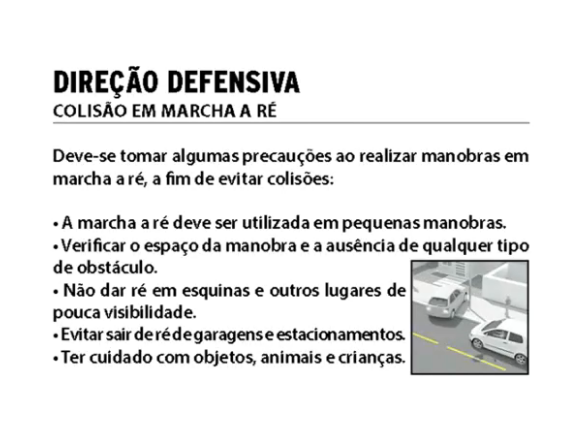 DIREÇÃO DEFENSIVA
COLISÃO EM MARCHA A RÉ
Deve-se tomar algumas precauções ao realizar manobras em
marcha a ré, a fim de evitar colisões:
• A marcha a ré deve ser utilizada em pequenas manobras.
• Verificar o espaço da manobra e a ausência de qualquer tipo
de obstáculo.
• Não dar ré em esquinas e outros lugares de
pouca visibilidade.
• Evitar sair de ré de garagens e estacionamentos.
• Ter cuidado com objetos, animais e crianças.